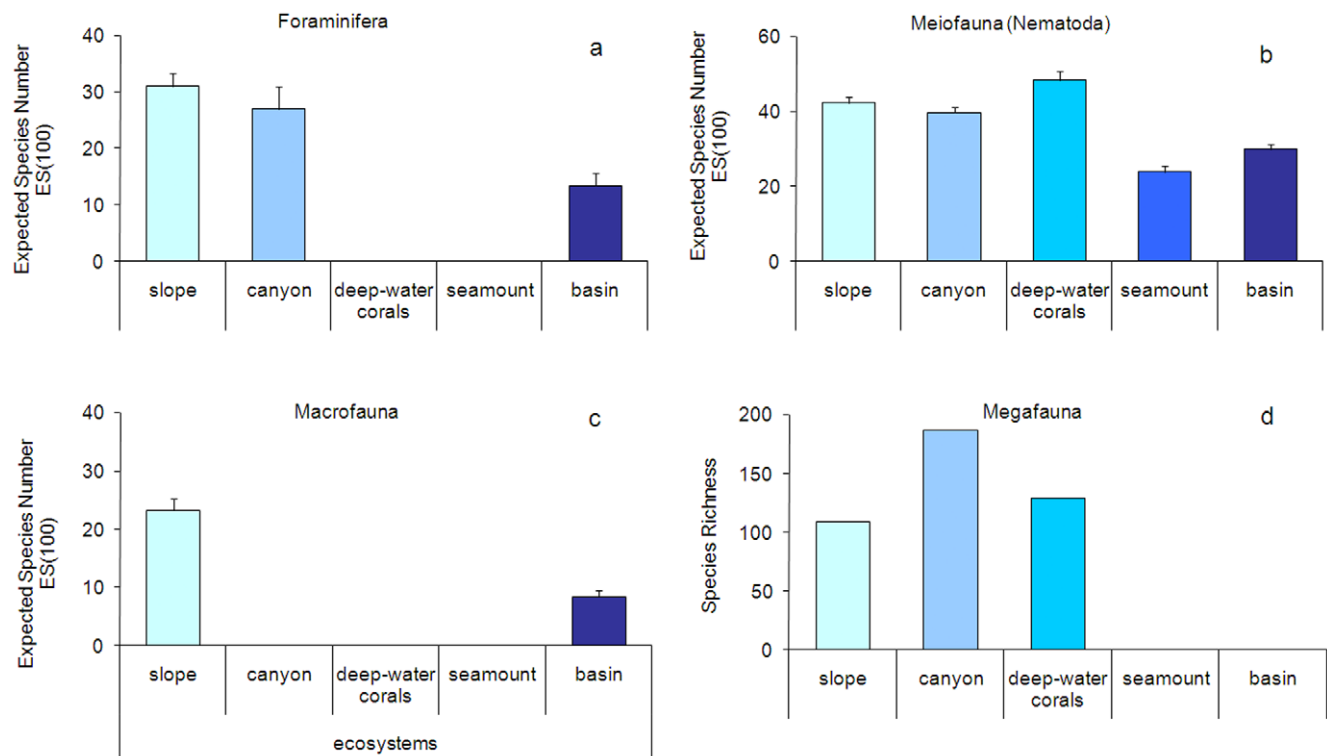 Foraminifera
a
Expected Species Number
ES(100)
40
30
20
10
0
slope
canyon
deep-water
corals
seamount
basin
Meiofauna (Nematoda)
b
Expected Species Number
ES(100)
60
40
20
0
slope
canyon
deep-water
corals
seamount
basin
Macrofauna
c
Expected Species Number
ES(100)
40
30
20
10
0
slope
canyon
deep-water
corals
seamount
basin
ecosystems
Megafauna
d
Species Richness
200
150
100
50
0
slope
canyon
deep-water
corals
seamount
basin